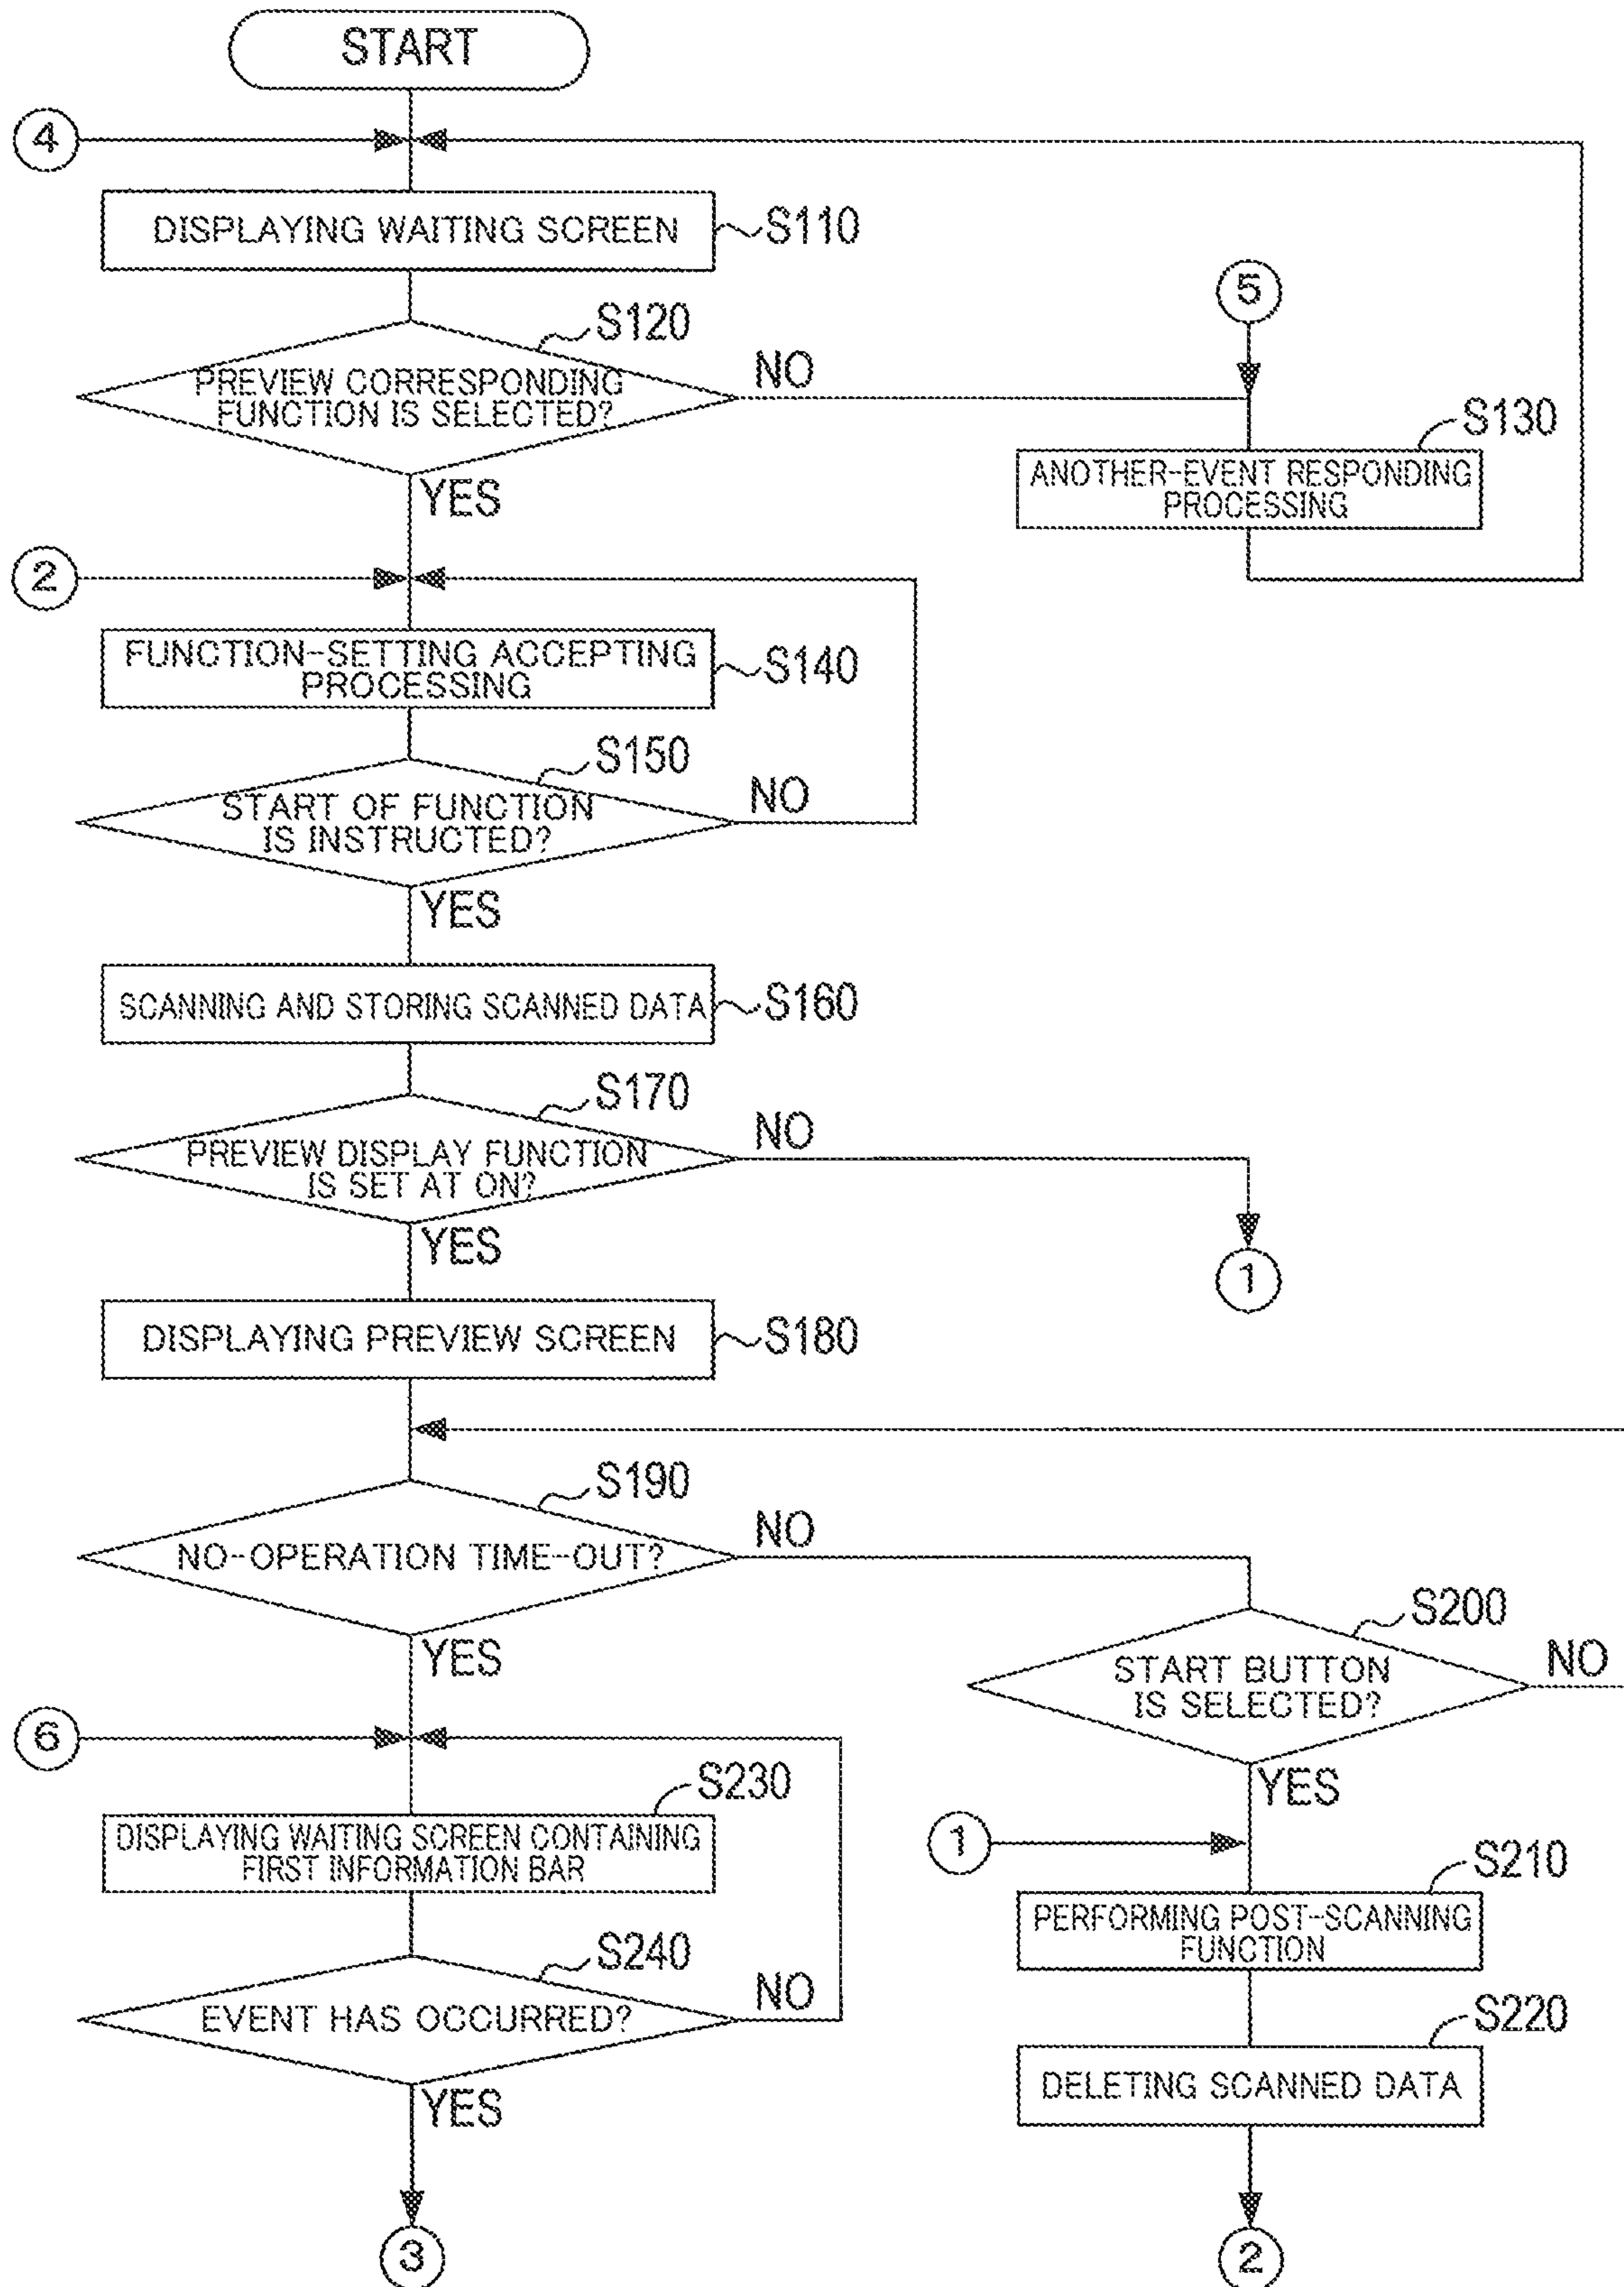 START
4
DISPLAYING WAITING SCREEN
S110
5
S120
PREVIEW CORRESPONDING
FUNCTION IS SELECTED?
NO
YES
S130
ANOTHER-EVENT RESPONDING
PROCESSING
2
FUNCTION-SETTING ACCEPTING
PROCESSING
S140
S150
START OF FUNCTION
IS INSTRUCTED?
NO
YES
SCANNING AND STORING SCANNED DATA
S160
S170
PREVIEW DISPLAY FUNCTION
IS SET AT ON?
NO
YES
1
DISPLAYING PREVIEW SCREEN
S180
S190
NO-OPERATION TIME-OUT?
NO
YES
S200
START BUTTON
IS SELECTED?
NO
YES
6
S230
DISPLAYING WAITING SCREEN CONTAINING
FIRST INFORMATION BAR
1
S210
PERFORMING POST-SCANNING
FUNCTION
S240
EVENT HAS OCCURRED?
NO
YES
S220
DELETING SCANNED DATA
3
2